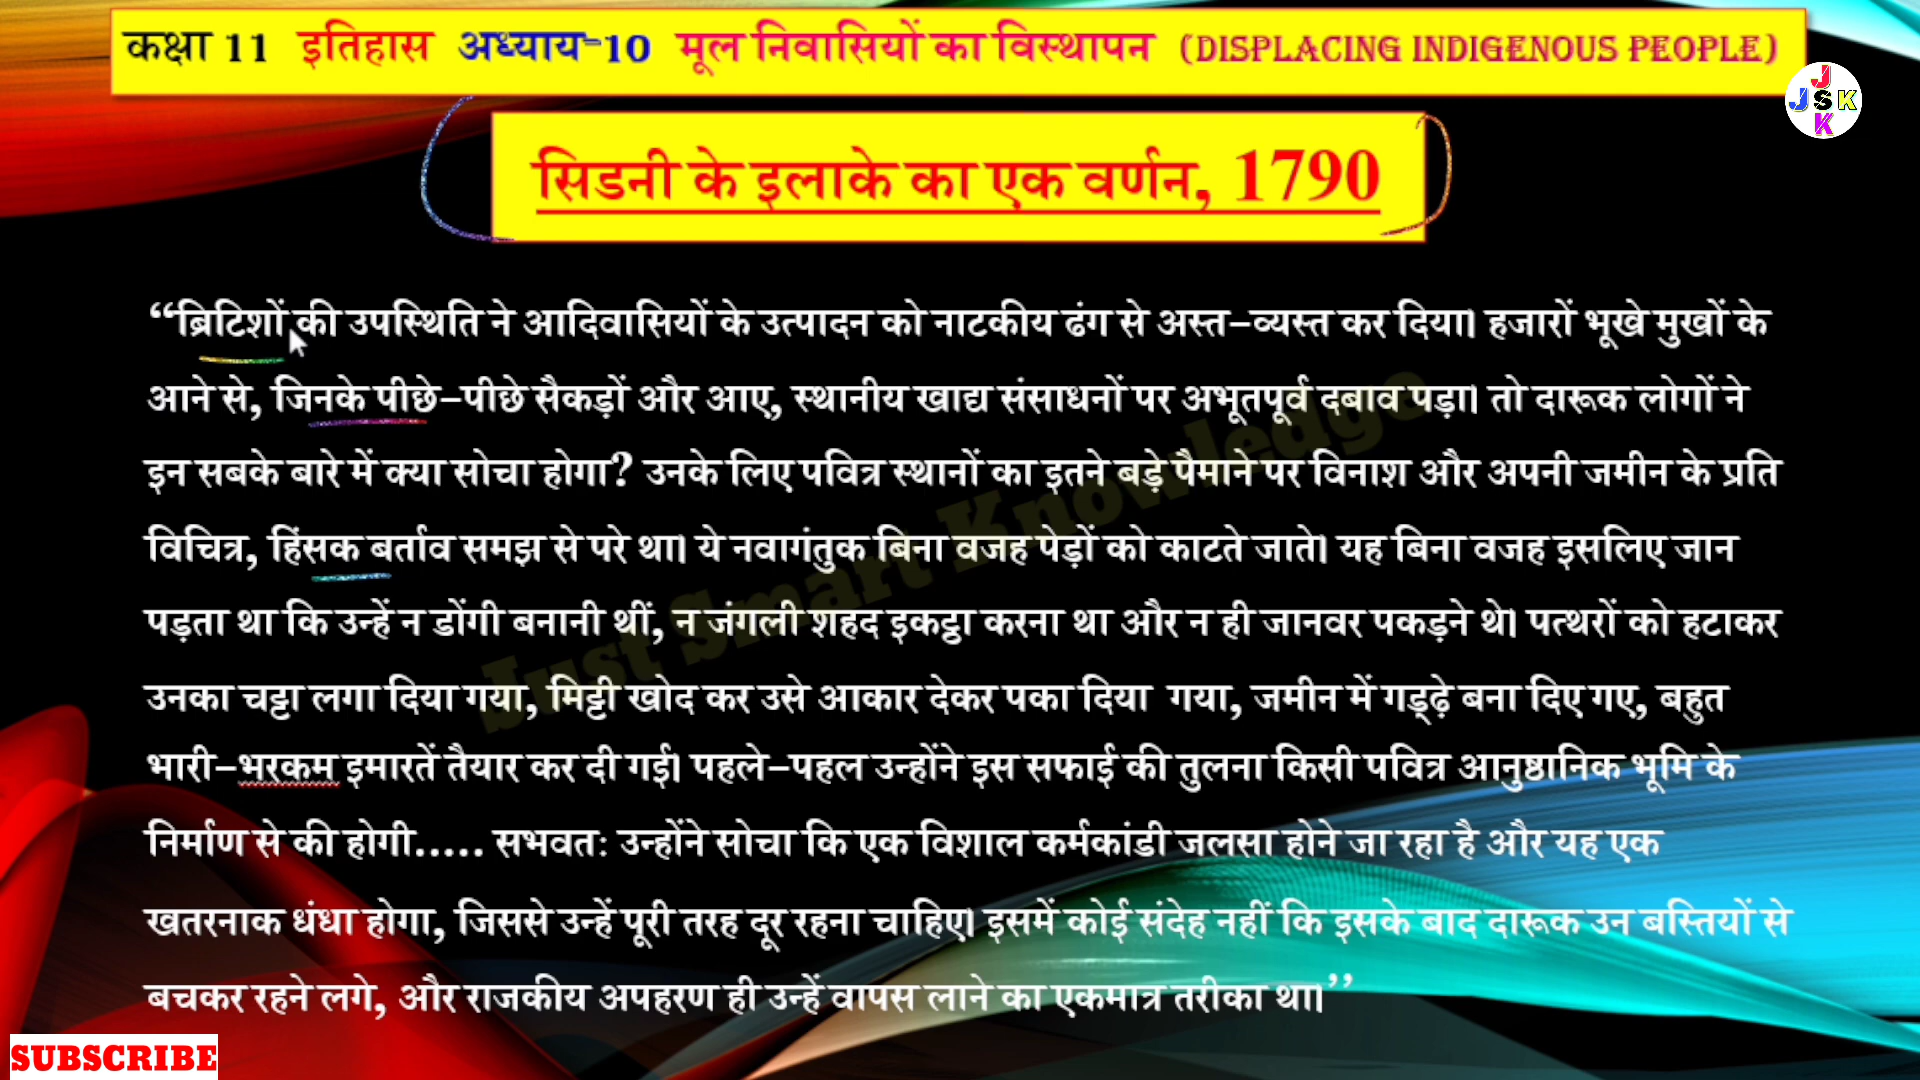 कक्षा 11 इतिहास अध्याय-10 मूल निवासियों का विस्थापन (DISPLACING INDIGENOUS PEOPLE)
J
J S K
K
सिडनी के इलाके का एक वर्णन, 1790
“ब्रिटिशों की उपस्थिति ने आदिवासियों के उत्पादन को नाटकीय ढंग से अस्त-व्यस्त कर दिया। हजारों भूखे मुखों के
आने से, जिनके पीछे-पीछे सैकड़ों और आए, स्थानीय खाद्य संसाधनों पर अभूतपूर्व दबाव पड़ा। तो दारूक लोगों ने
इन सबके बारे में क्या सोचा होगा? उनके लिए पवित्र स्थानों का इतने बड़े पैमाने पर विनाश और अपनी जमीन के प्रति
विचित्र, हिंसक बर्ताव समझ से परे था। ये नवागंतुक बिना वजह पेड़ों को काटते जाते। यह बिना वजह इसलिए जान
पड़ता था कि उन्हें न डोंगी बनानी थीं, न जंगली शहद इकट्ठा करना था और न ही जानवर पकड़ने थे। पत्थरों को हटाकर
उनका चट्टा लगा दिया गया, मिट्टी खोद कर उसे आकार देकर पका दिया गया, जमीन में गड्ढ़े बना दिए गए, बहुत
भारी-भरकम इमारतें तैयार कर दी गई। पहले-पहल उन्होंने इस सफाई की तुलना किसी पवित्र आनुष्ठानिक भूमि के
निर्माण से की होगी..... सभवतः उन्होंने सोचा कि एक विशाल कर्मकांडी जलसा होने जा रहा है और यह एक
खतरनाक धंधा होगा, जिससे उन्हें पूरी तरह दूर रहना चाहिए। इसमें कोई संदेह नहीं कि इसके बाद दारूक उन बस्तियों से
बचकर रहने लगे, और राजकीय अपहरण ही उन्हें वापस लाने का एकमात्र तरीका था।”
Just Smart Knowledge
SUBSCRIBE